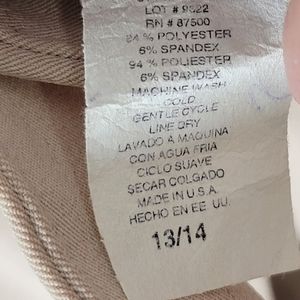 LOT # 9522
RN # 87500
94 % POLYESTER
6% SPANDEX
94 % POLIESTER
6% SPANDEX
MACHINE WASH
COLD
GENTLE CYCLE
LINE DRY
LAVADO A MAQUINA
CON AGUA FRIA
CICLO SUAVE
SECAR COLGADO
MADE IN U.S.A.
HECHO EN EE. UU.
13/14